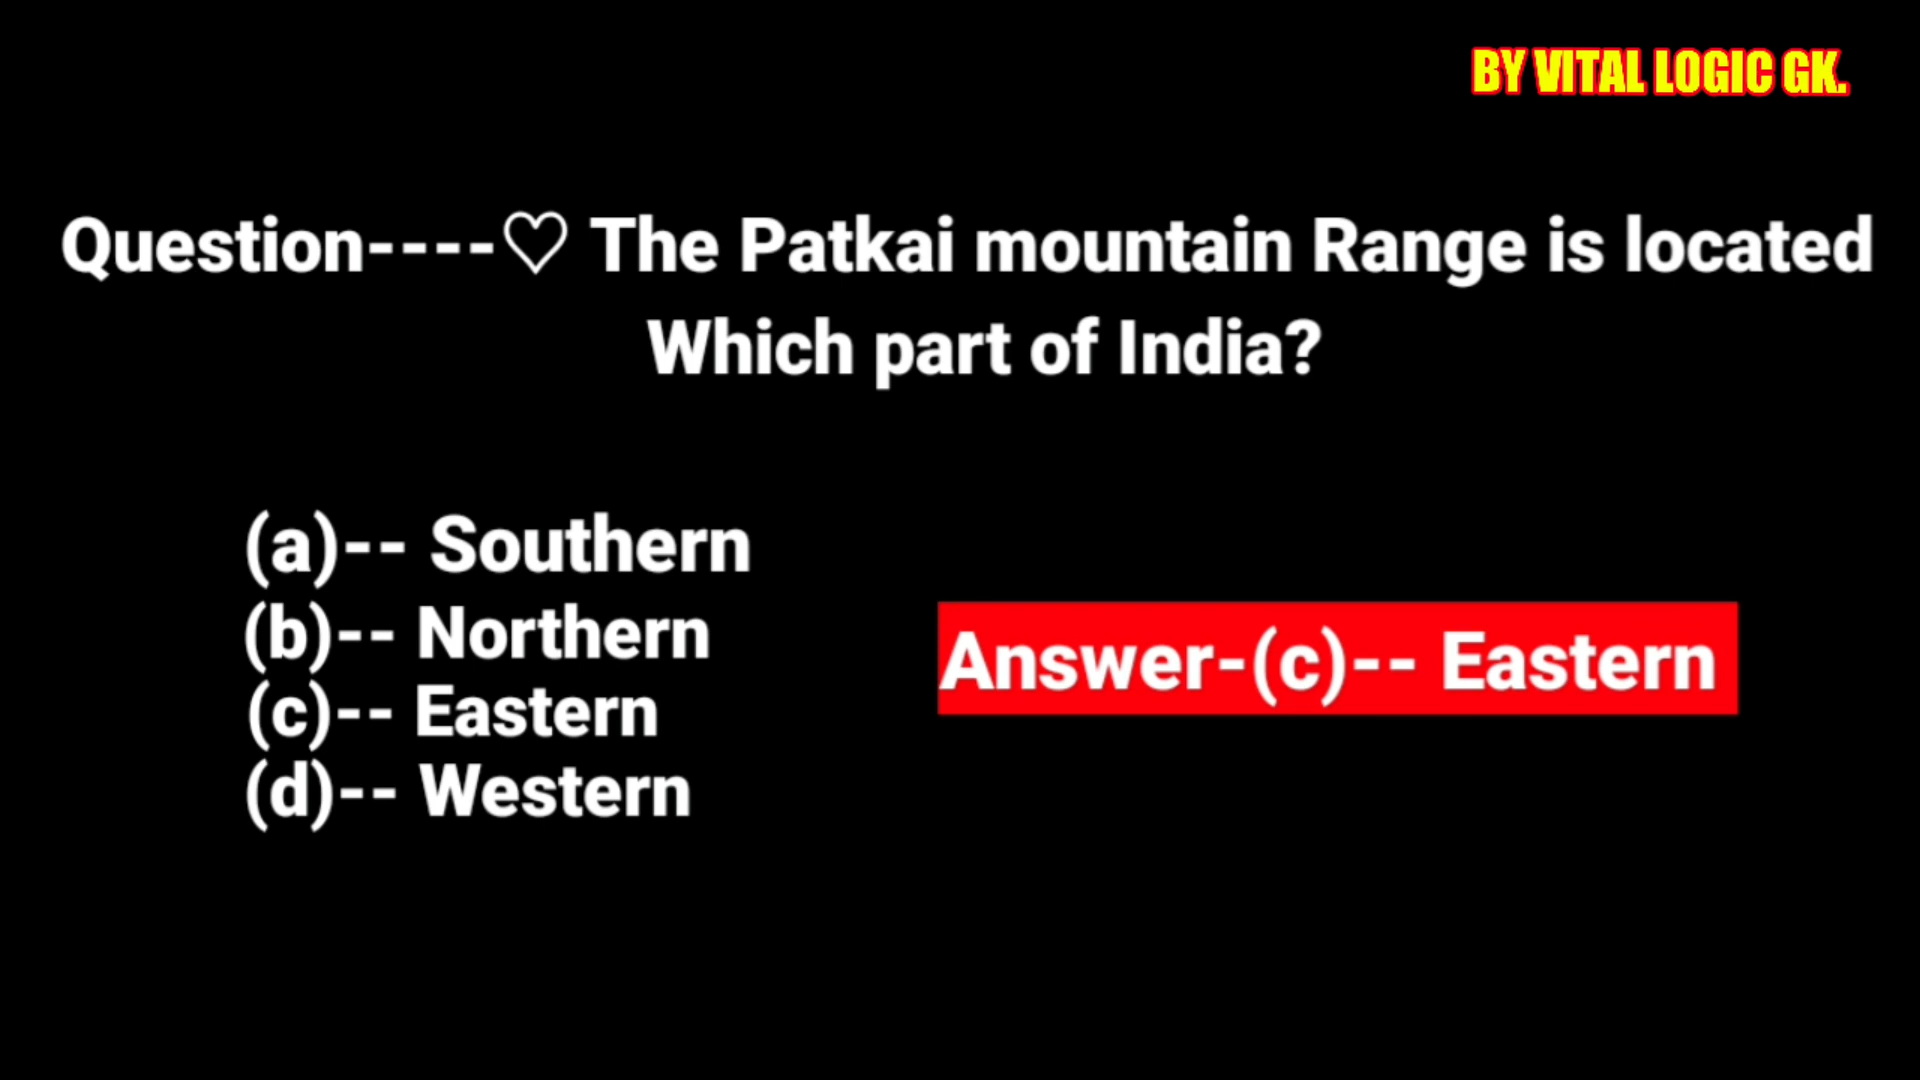 BY VITAL LOGIC GK.
Question----♡ The Patkai mountain Range is located
Which part of India?
(a)-- Southern
(b)-- Northern
(c)-- Eastern
(d)-- Western
Answer-(c)-- Eastern